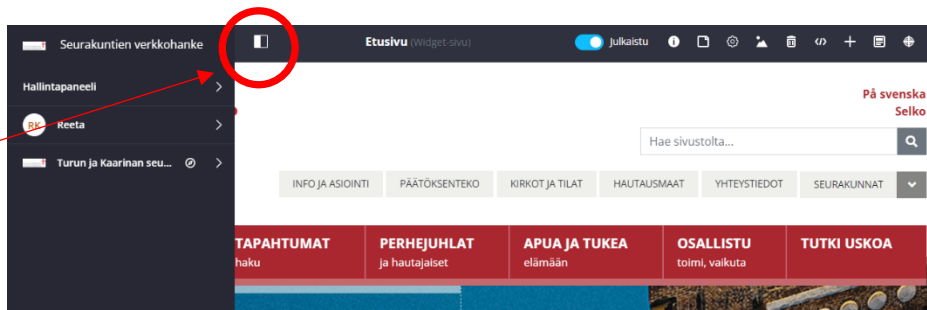 Seurakuntien verkkohanke
Etusivu (Widget-sivu)
Julkaistu
Hallintapaneeli
RK Reeta
Turun ja Kaarinan seu...
På svenska
Selko
Hae sivustolta...
INFO JA ASIOINTI PÄÄTÖKSENTEKO KIRKOT JA TILAT HAUTAUSMAAT YHTEYSTIEDOT SEURAKUNNAT
TAPAHTUMAT PERHEJUHLAT APUA JA TUKEA OSALLISTU TUTKI USKOA
haku ja hautajaiset elämään toimi, vaikuta